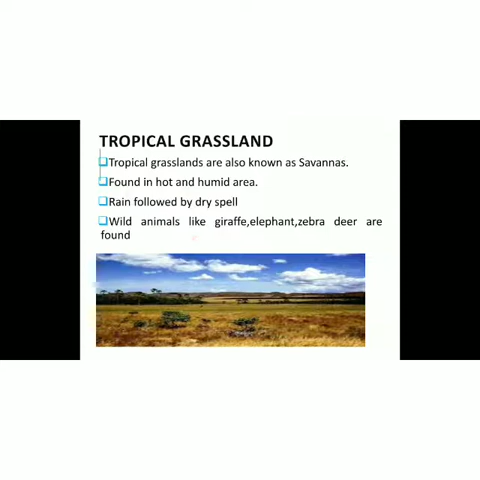 TROPICAL GRASSLAND
Tropical grasslands are also known as Savannas.
Found in hot and humid area.
Rain followed by dry spell
Wild animals like giraffe,elephant,zebra deer are
found